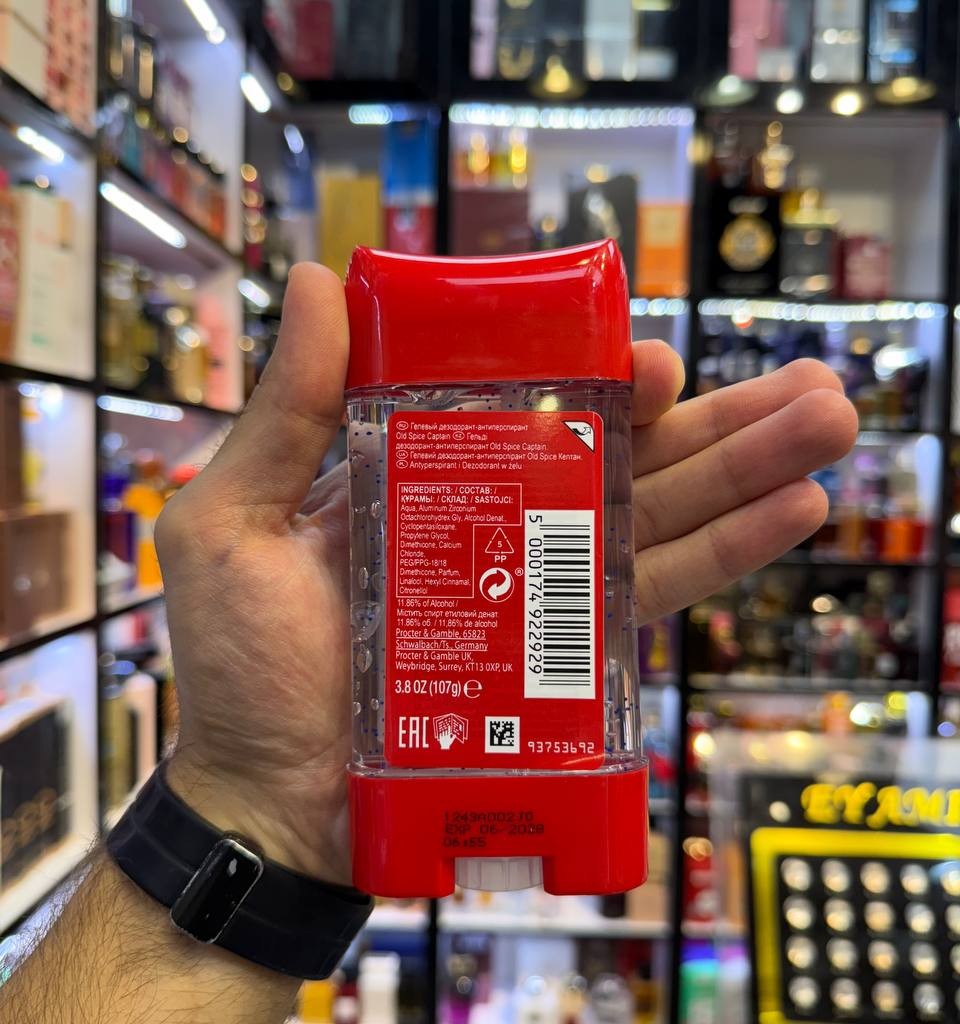 RU Гелевый дезодорант-антиперспирант
Old Spice Captain KZ Гельді
дезодорант-антиперспирант Old Spice Captain.
UA Гелевий дезодорант-антиперспірант Old Spice Кептан.
PL Antyperspirant i Dezodorant w żelu
INGREDIENTS: / СОСТАВ: /
ҚҰРАМЫ: / СКЛАД: / SASTOJCI:
Aqua, Aluminum Zirconium
Octachlorohydrex Gly, Alcohol Denat.,
Cyclopentasiloxane,
Propylene Glycol,
Dimethicone, Calcium
Chloride,
PEG/PPG-18/18
Dimethicone, Parfum,
Linalool, Hexyl Cinnamal,
Citronellol
5
PP
11.86% of Alcohol /
Містить спирт етиловий денат.
11.86% об. / 11,86% de alcohol
Procter & Gamble, 65823
Schwalbach/Ts., Germany
Procter & Gamble UK,
Weybridge, Surrey, KT13 0XP, UK
3.8 OZ (107g) ℮
5 000174 922929
EAC
93753692
1243A00210
EXP 06/2028
06:55
EYAM